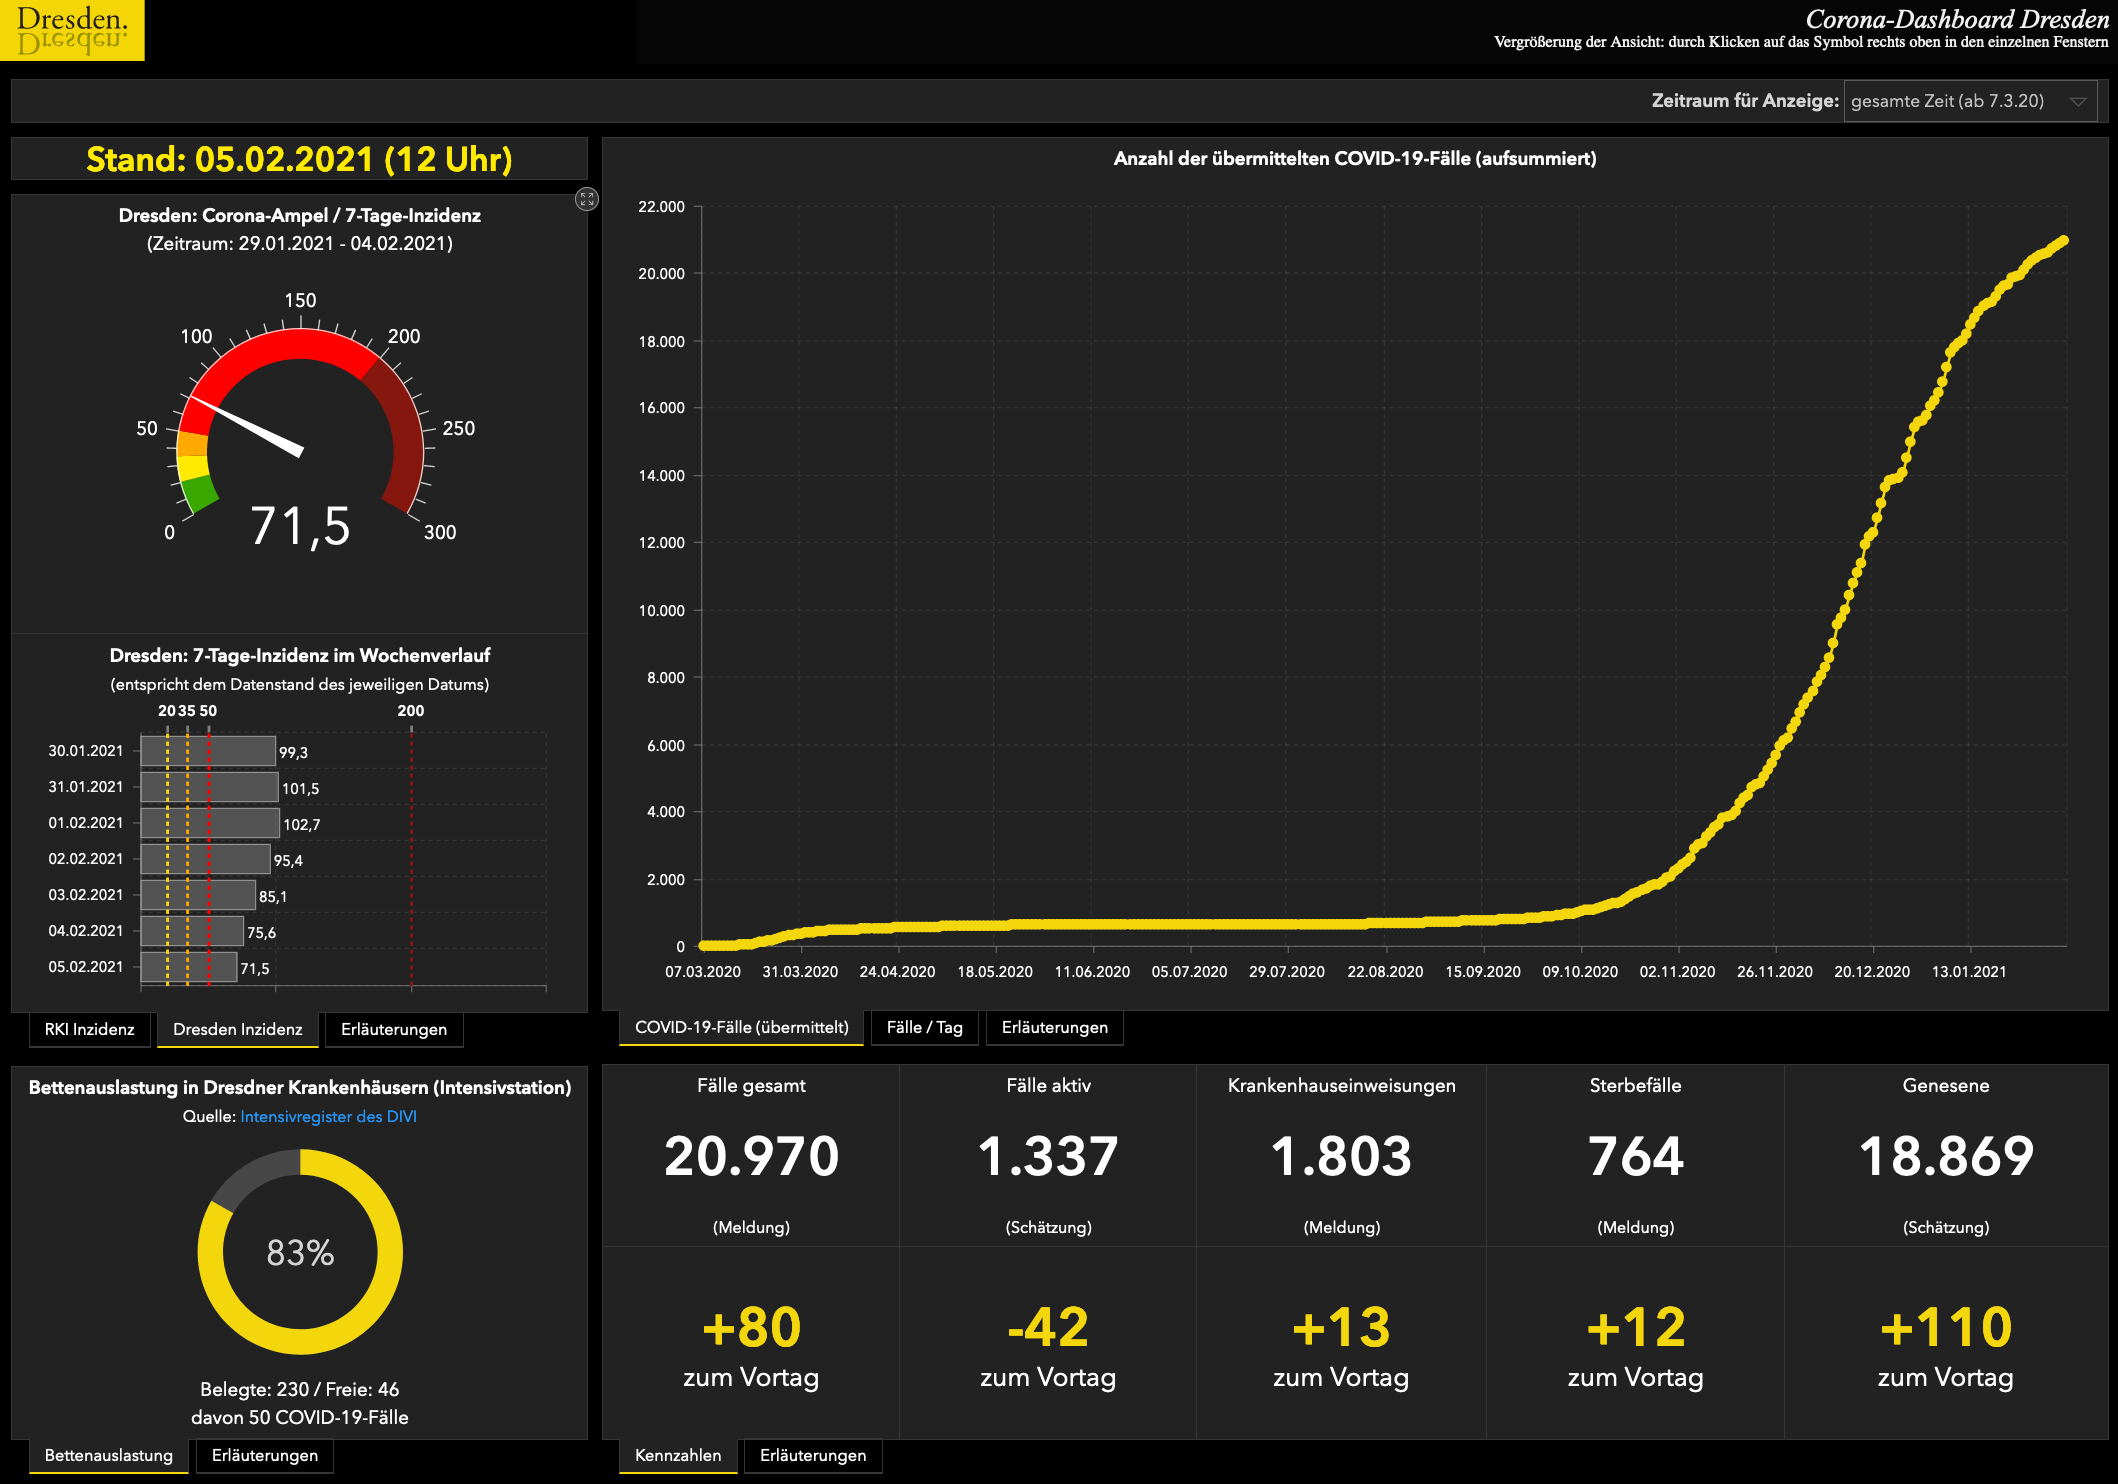 Dresden.
Dresden.
Corona-Dashboard Dresden
Vergrößerung der Ansicht: durch Klicken auf das Symbol rechts oben in den einzelnen Fenstern
Zeitraum für Anzeige: gesamte Zeit (ab 7.3.20)
Stand: 05.02.2021 (12 Uhr)
Dresden: Corona-Ampel / 7-Tage-Inzidenz
(Zeitraum: 29.01.2021 - 04.02.2021)
0
50
100
150
200
250
300
71,5
Dresden: 7-Tage-Inzidenz im Wochenverlauf
(entspricht dem Datenstand des jeweiligen Datums)
20 35 50 200
30.01.2021 99,3
31.01.2021 101,5
01.02.2021 102,7
02.02.2021 95,4
03.02.2021 85,1
04.02.2021 75,6
05.02.2021 71,5
RKI Inzidenz Dresden Inzidenz Erläuterungen
Anzahl der übermittelten COVID-19-Fälle (aufsummiert)
22.000
20.000
18.000
16.000
14.000
12.000
10.000
8.000
6.000
4.000
2.000
0
07.03.2020 31.03.2020 24.04.2020 18.05.2020 11.06.2020 05.07.2020 29.07.2020 22.08.2020 15.09.2020 09.10.2020 02.11.2020 26.11.2020 20.12.2020 13.01.2021
COVID-19-Fälle (übermittelt) Fälle / Tag Erläuterungen
Bettenauslastung in Dresdner Krankenhäusern (Intensivstation)
Quelle: Intensivregister des DIVI
83%
Belegte: 230 / Freie: 46
davon 50 COVID-19-Fälle
Bettenauslastung Erläuterungen
Fälle gesamt
20.970
(Meldung)
+80
zum Vortag
Fälle aktiv
1.337
(Schätzung)
-42
zum Vortag
Krankenhauseinweisungen
1.803
(Meldung)
+13
zum Vortag
Sterbefälle
764
(Meldung)
+12
zum Vortag
Genesene
18.869
(Schätzung)
+110
zum Vortag
Kennzahlen Erläuterungen